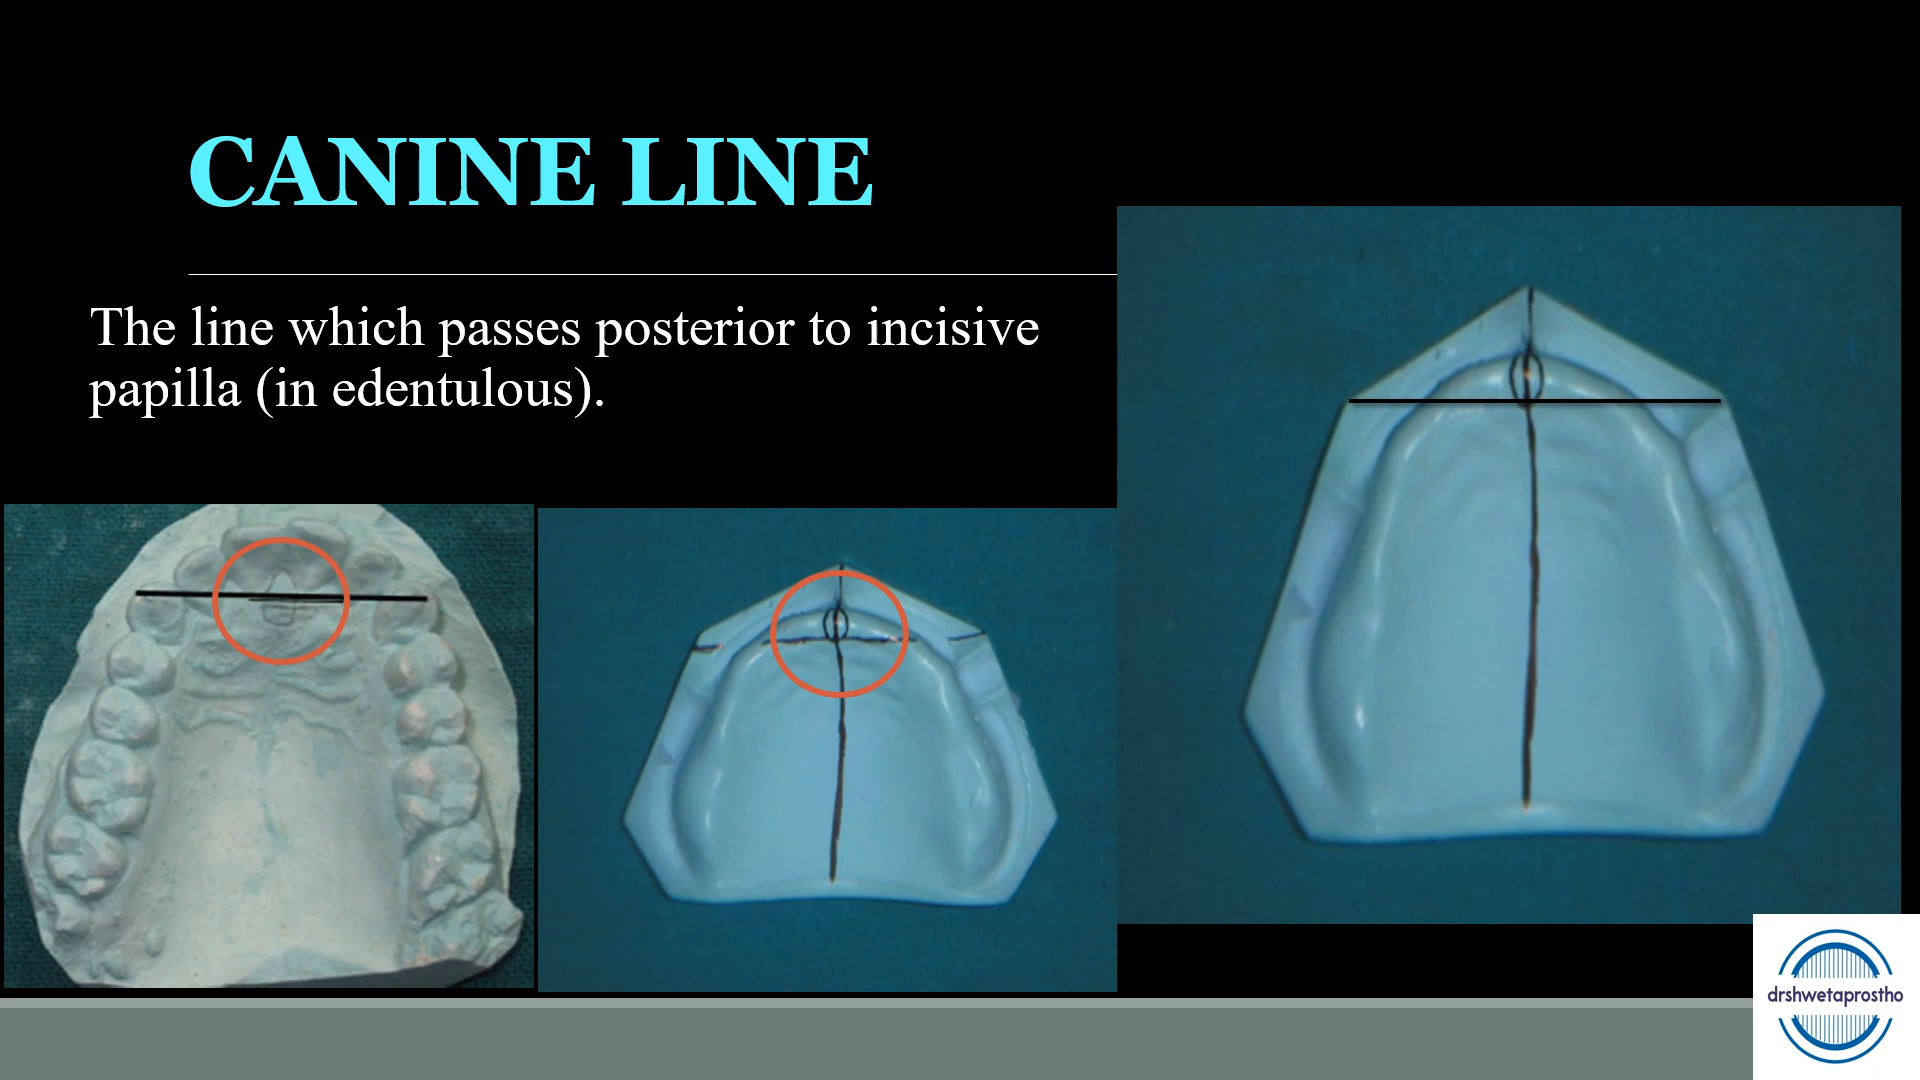 CANINE LINE
The line which passes posterior to incisive
papilla (in edentulous).
drshwetaprostho